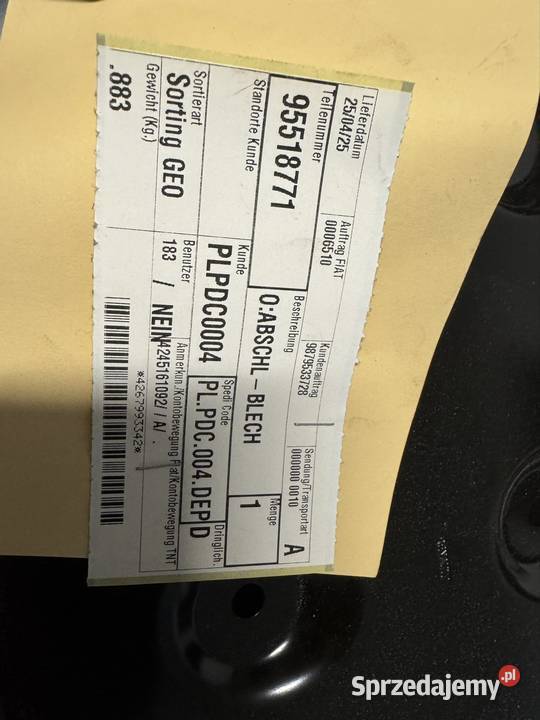 Lieferdatum
25/04/25
Auftrag FIAT
0006510
Kundenauftrag
9879533728
Sendung/Transportart
000000 0010
A
Teilenummer
95518771
Beschreibung
O:ABSCHL-BLECH
Menge
1
Standorte Kunde
Kunde
PLPDC0004
Spedi Code
PL.PDC.004.DEP
Dringlich.
D
Sortierart
Sorting GEO
Benutzer
183 / NEIN
Anmerkun./Kontobewegung Fiat/Kontobewegung TNT
4245161092/ / A/ .
Gewicht (Kg.)
.883
*4267993342*
Sprzedajemy.pl